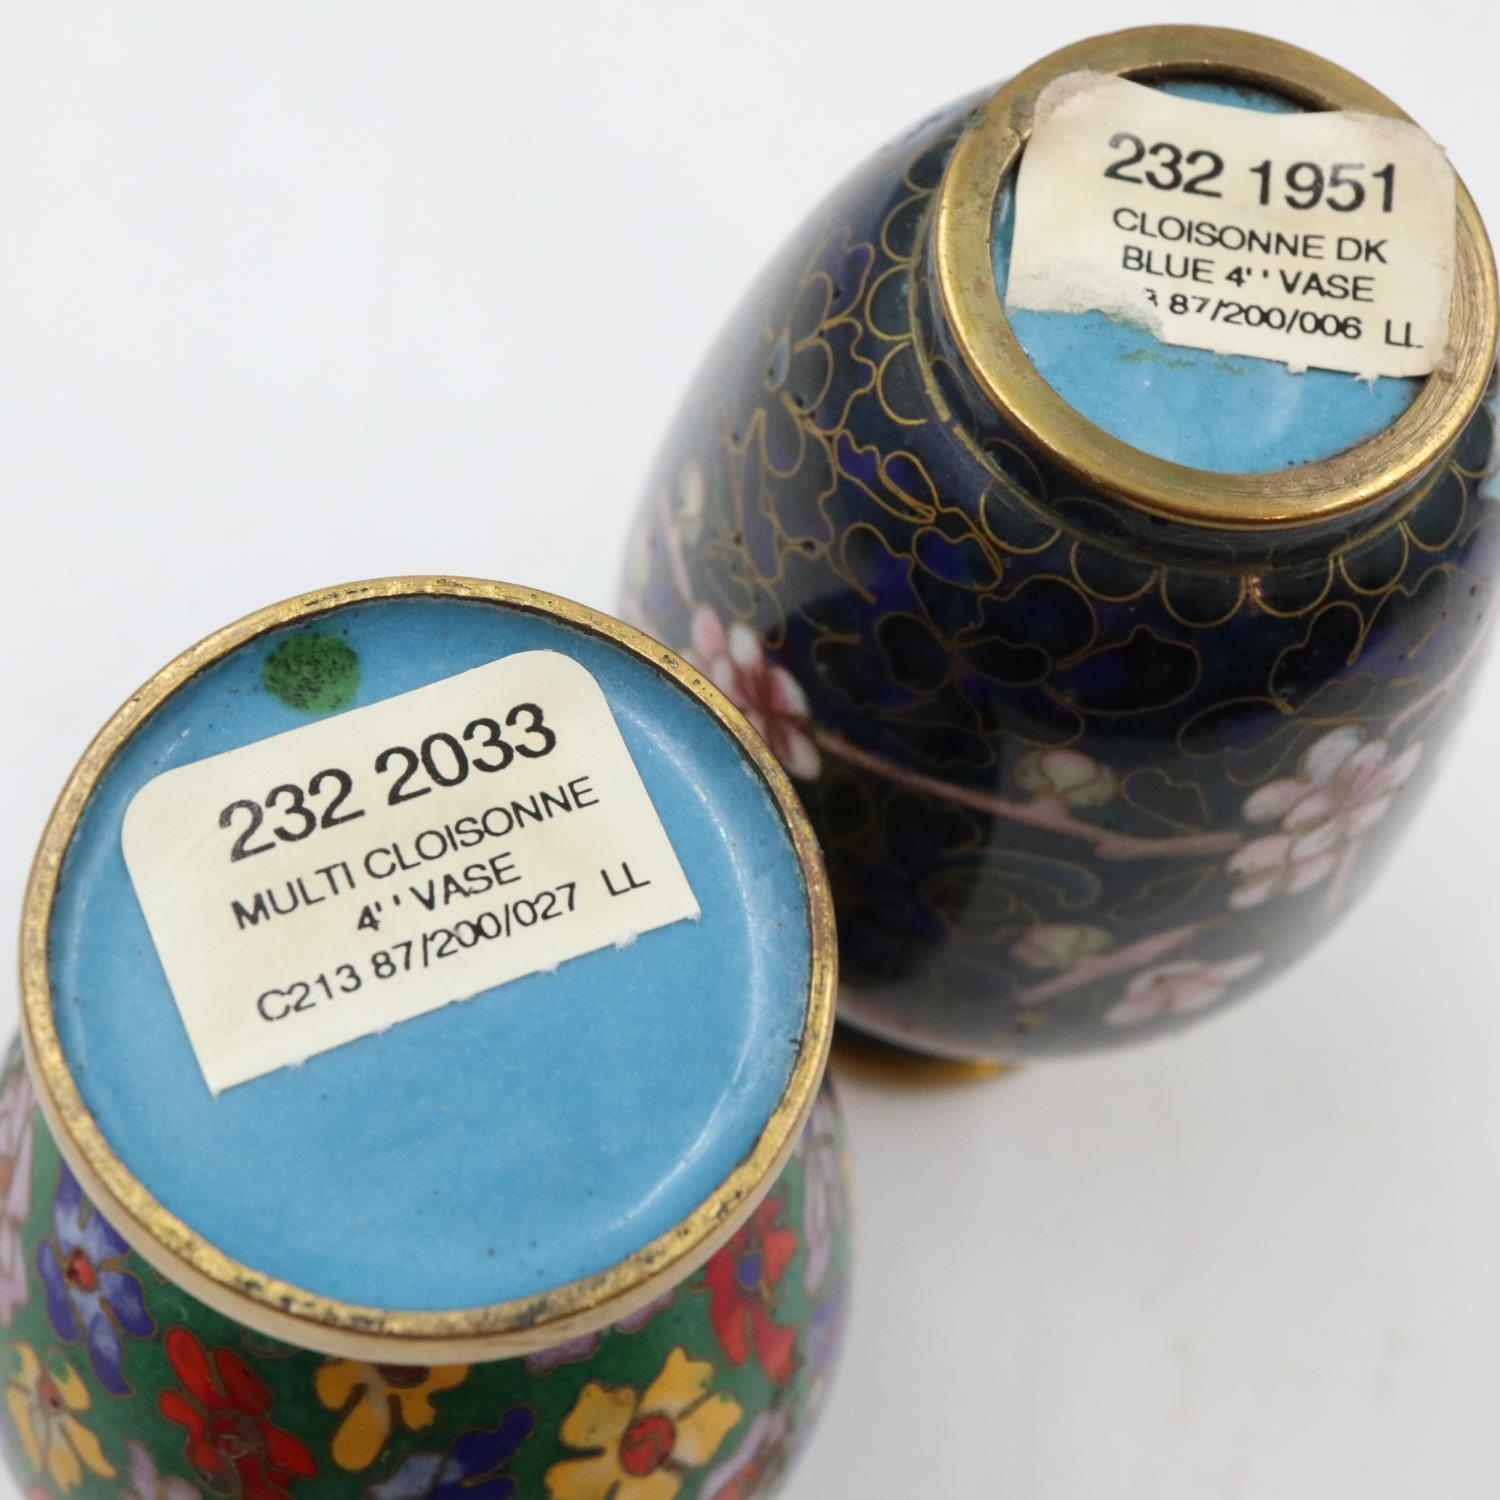 232 1951
CLOISONNE DK
BLUE 4'' VASE
87/200/006 LL
232 2033
MULTI CLOISONNE
4'' VASE
C213 87/200/027 LL